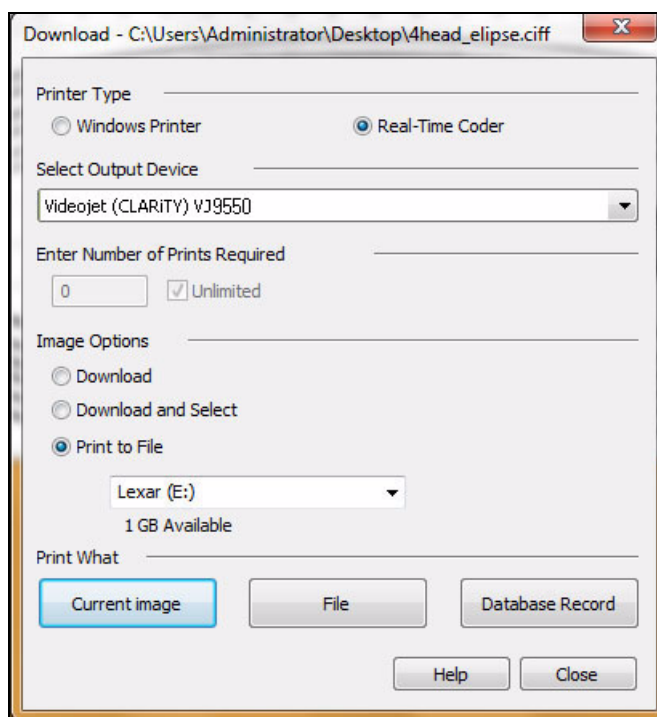 Download - C:\Users\Administrator\Desktop\4head_elipse.ciff
Printer Type
Windows Printer Real-Time Coder
Select Output Device
Videojet (CLARiTY) VJ9550
Enter Number of Prints Required
0 Unlimited
Image Options
Download
Download and Select
Print to File
Lexar (E:)
1 GB Available
Print What
Current image File Database Record
Help Close